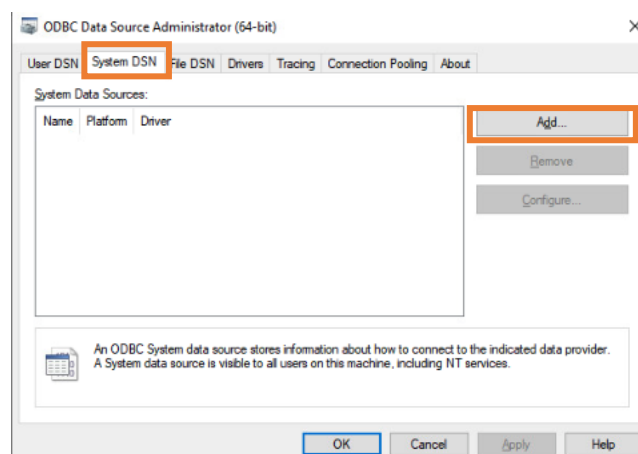 ODBC Data Source Administrator (64-bit)
User DSN System DSN File DSN Drivers Tracing Connection Pooling About
System Data Sources:
Name Platform Driver
Add...
Remove
Configure...
An ODBC System data source stores information about how to connect to the indicated data provider.
A System data source is visible to all users on this machine, including NT services.
OK Cancel Apply Help